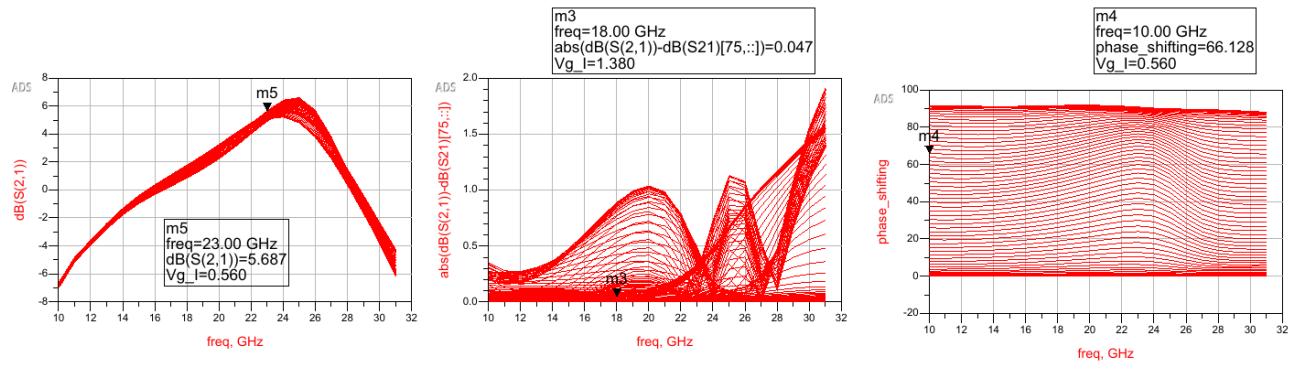 ADS
8
6
4
2
0
-2
-4
-6
-8
dB(S(2,1))
m5
m5
freq=23.00 GHz
dB(S(2,1))=5.687
Vg_I=0.560
10
12
14
16
18
20
22
24
26
28
30
32
freq, GHz
m3
freq=18.00 GHz
abs(dB(S(2,1))-dB(S21)[75,::])=0.047
Vg_I=1.380
ADS
2.0
1.5
1.0
0.5
0.0
abs(dB(S(2,1))-dB(S21)[75,::])
m3
10
12
14
16
18
20
22
24
26
28
30
32
freq, GHz
m4
freq=10.00 GHz
phase_shifting=66.128
Vg_I=0.560
ADS
100
80
60
40
20
0
-20
phase_shifting
m4
10
12
14
16
18
20
22
24
26
28
30
32
freq, GHz